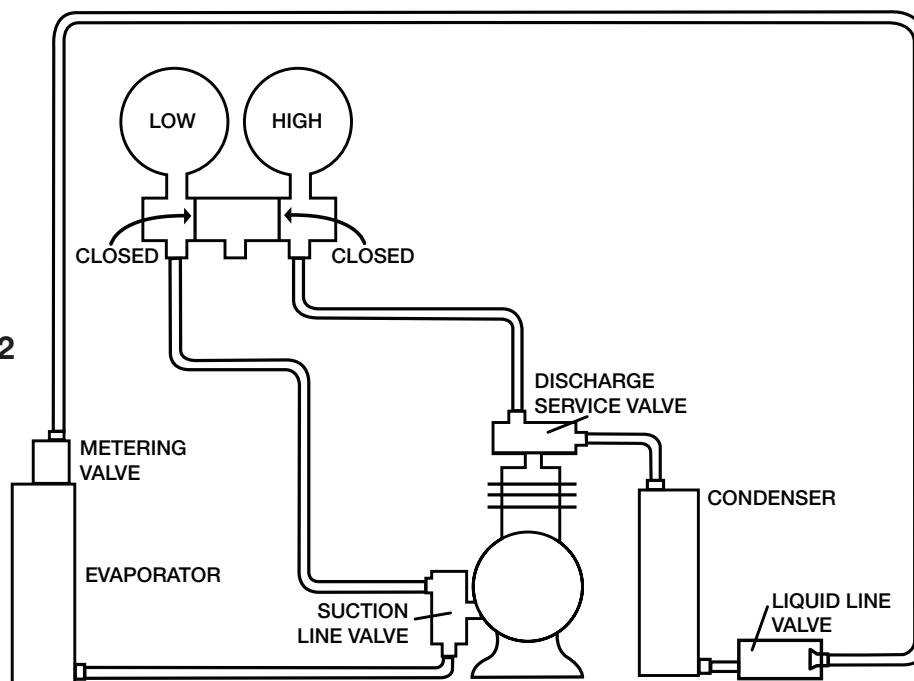 LOW
HIGH
CLOSED
CLOSED
2
DISCHARGE
SERVICE VALVE
METERING
VALVE
CONDENSER
EVAPORATOR
SUCTION
LINE VALVE
LIQUID LINE
VALVE